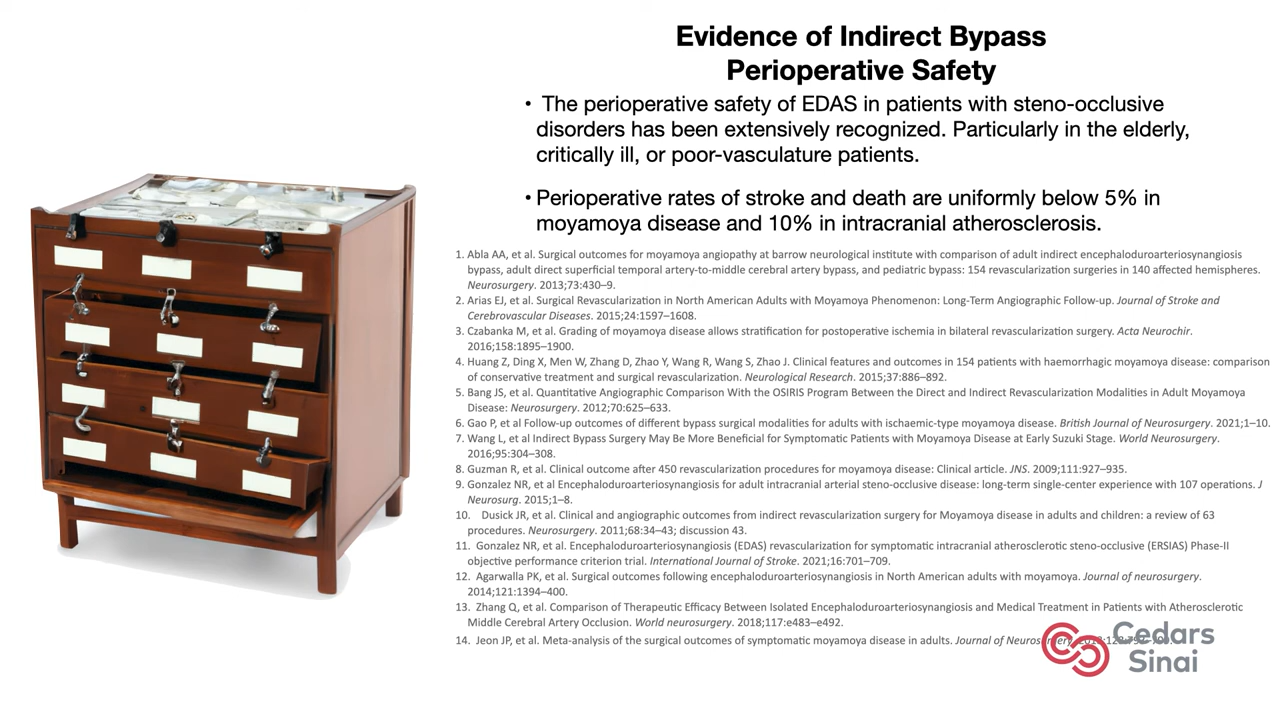 Evidence of Indirect Bypass
Perioperative Safety
• The perioperative safety of EDAS in patients with steno-occlusive
disorders has been extensively recognized. Particularly in the elderly,
critically ill, or poor-vasculature patients.
• Perioperative rates of stroke and death are uniformly below 5% in
moyamoya disease and 10% in intracranial atherosclerosis.
1. Abla AA, et al. Surgical outcomes for moyamoya angiopathy at barrow neurological institute with comparison of adult indirect encephaloduroarteriosynangiosis
bypass, adult direct superficial temporal artery-to-middle cerebral artery bypass, and pediatric bypass: 154 revascularization surgeries in 140 affected hemispheres.
Neurosurgery. 2013;73:430–9.
2. Arias EJ, et al. Surgical Revascularization in North American Adults with Moyamoya Phenomenon: Long-Term Angiographic Follow-up. Journal of Stroke and
Cerebrovascular Diseases. 2015;24:1597–1608.
3. Czabanka M, et al. Grading of moyamoya disease allows stratification for postoperative ischemia in bilateral revascularization surgery. Acta Neurochir.
2016;158:1895–1900.
4. Huang Z, Ding X, Men W, Zhang D, Zhao Y, Wang R, Wang S, Zhao J. Clinical features and outcomes in 154 patients with haemorrhagic moyamoya disease: comparison
of conservative treatment and surgical revascularization. Neurological Research. 2015;37:886–892.
5. Bang JS, et al. Quantitative Angiographic Comparison With the OSIRIS Program Between the Direct and Indirect Revascularization Modalities in Adult Moyamoya
Disease: Neurosurgery. 2012;70:625–633.
6. Gao P, et al Follow-up outcomes of different bypass surgical modalities for adults with ischaemic-type moyamoya disease. British Journal of Neurosurgery. 2021;1–10.
7. Wang L, et al Indirect Bypass Surgery May Be More Beneficial for Symptomatic Patients with Moyamoya Disease at Early Suzuki Stage. World Neurosurgery.
2016;95:304–308.
8. Guzman R, et al. Clinical outcome after 450 revascularization procedures for moyamoya disease: Clinical article. JNS. 2009;111:927–935.
9. Gonzalez NR, et al Encephaloduroarteriosynangiosis for adult intracranial arterial steno-occlusive disease: long-term single-center experience with 107 operations. J
Neurosurg. 2015;1–8.
10. Dusick JR, et al. Clinical and angiographic outcomes from indirect revascularization surgery for Moyamoya disease in adults and children: a review of 63
procedures. Neurosurgery. 2011;68:34–43; discussion 43.
11. Gonzalez NR, et al. Encephaloduroarteriosynangiosis (EDAS) revascularization for symptomatic intracranial atherosclerotic steno-occlusive (ERSIAS) Phase-II
objective performance criterion trial. International Journal of Stroke. 2021;16:701–709.
12. Agarwalla PK, et al. Surgical outcomes following encephaloduroarteriosynangiosis in North American adults with moyamoya. Journal of neurosurgery.
2014;121:1394–400.
13. Zhang Q, et al. Comparison of Therapeutic Efficacy Between Isolated Encephaloduroarteriosynangiosis and Medical Treatment in Patients with Atherosclerotic
Middle Cerebral Artery Occlusion. World neurosurgery. 2018;117:e483–e492.
14. Jeon JP, et al. Meta-analysis of the surgical outcomes of symptomatic moyamoya disease in adults. Journal of
Cedars
Sinai